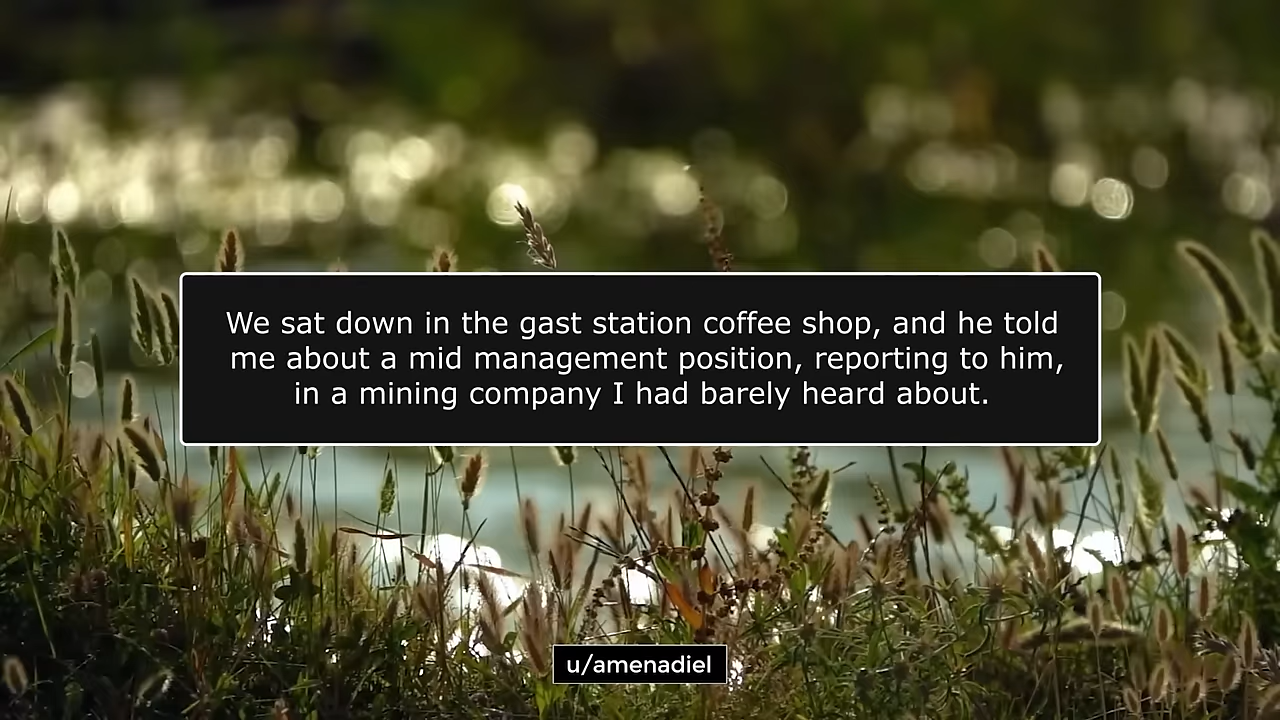 We sat down in the gast station coffee shop, and he told
me about a mid management position, reporting to him,
in a mining company I had barely heard about.
u/amenadiel